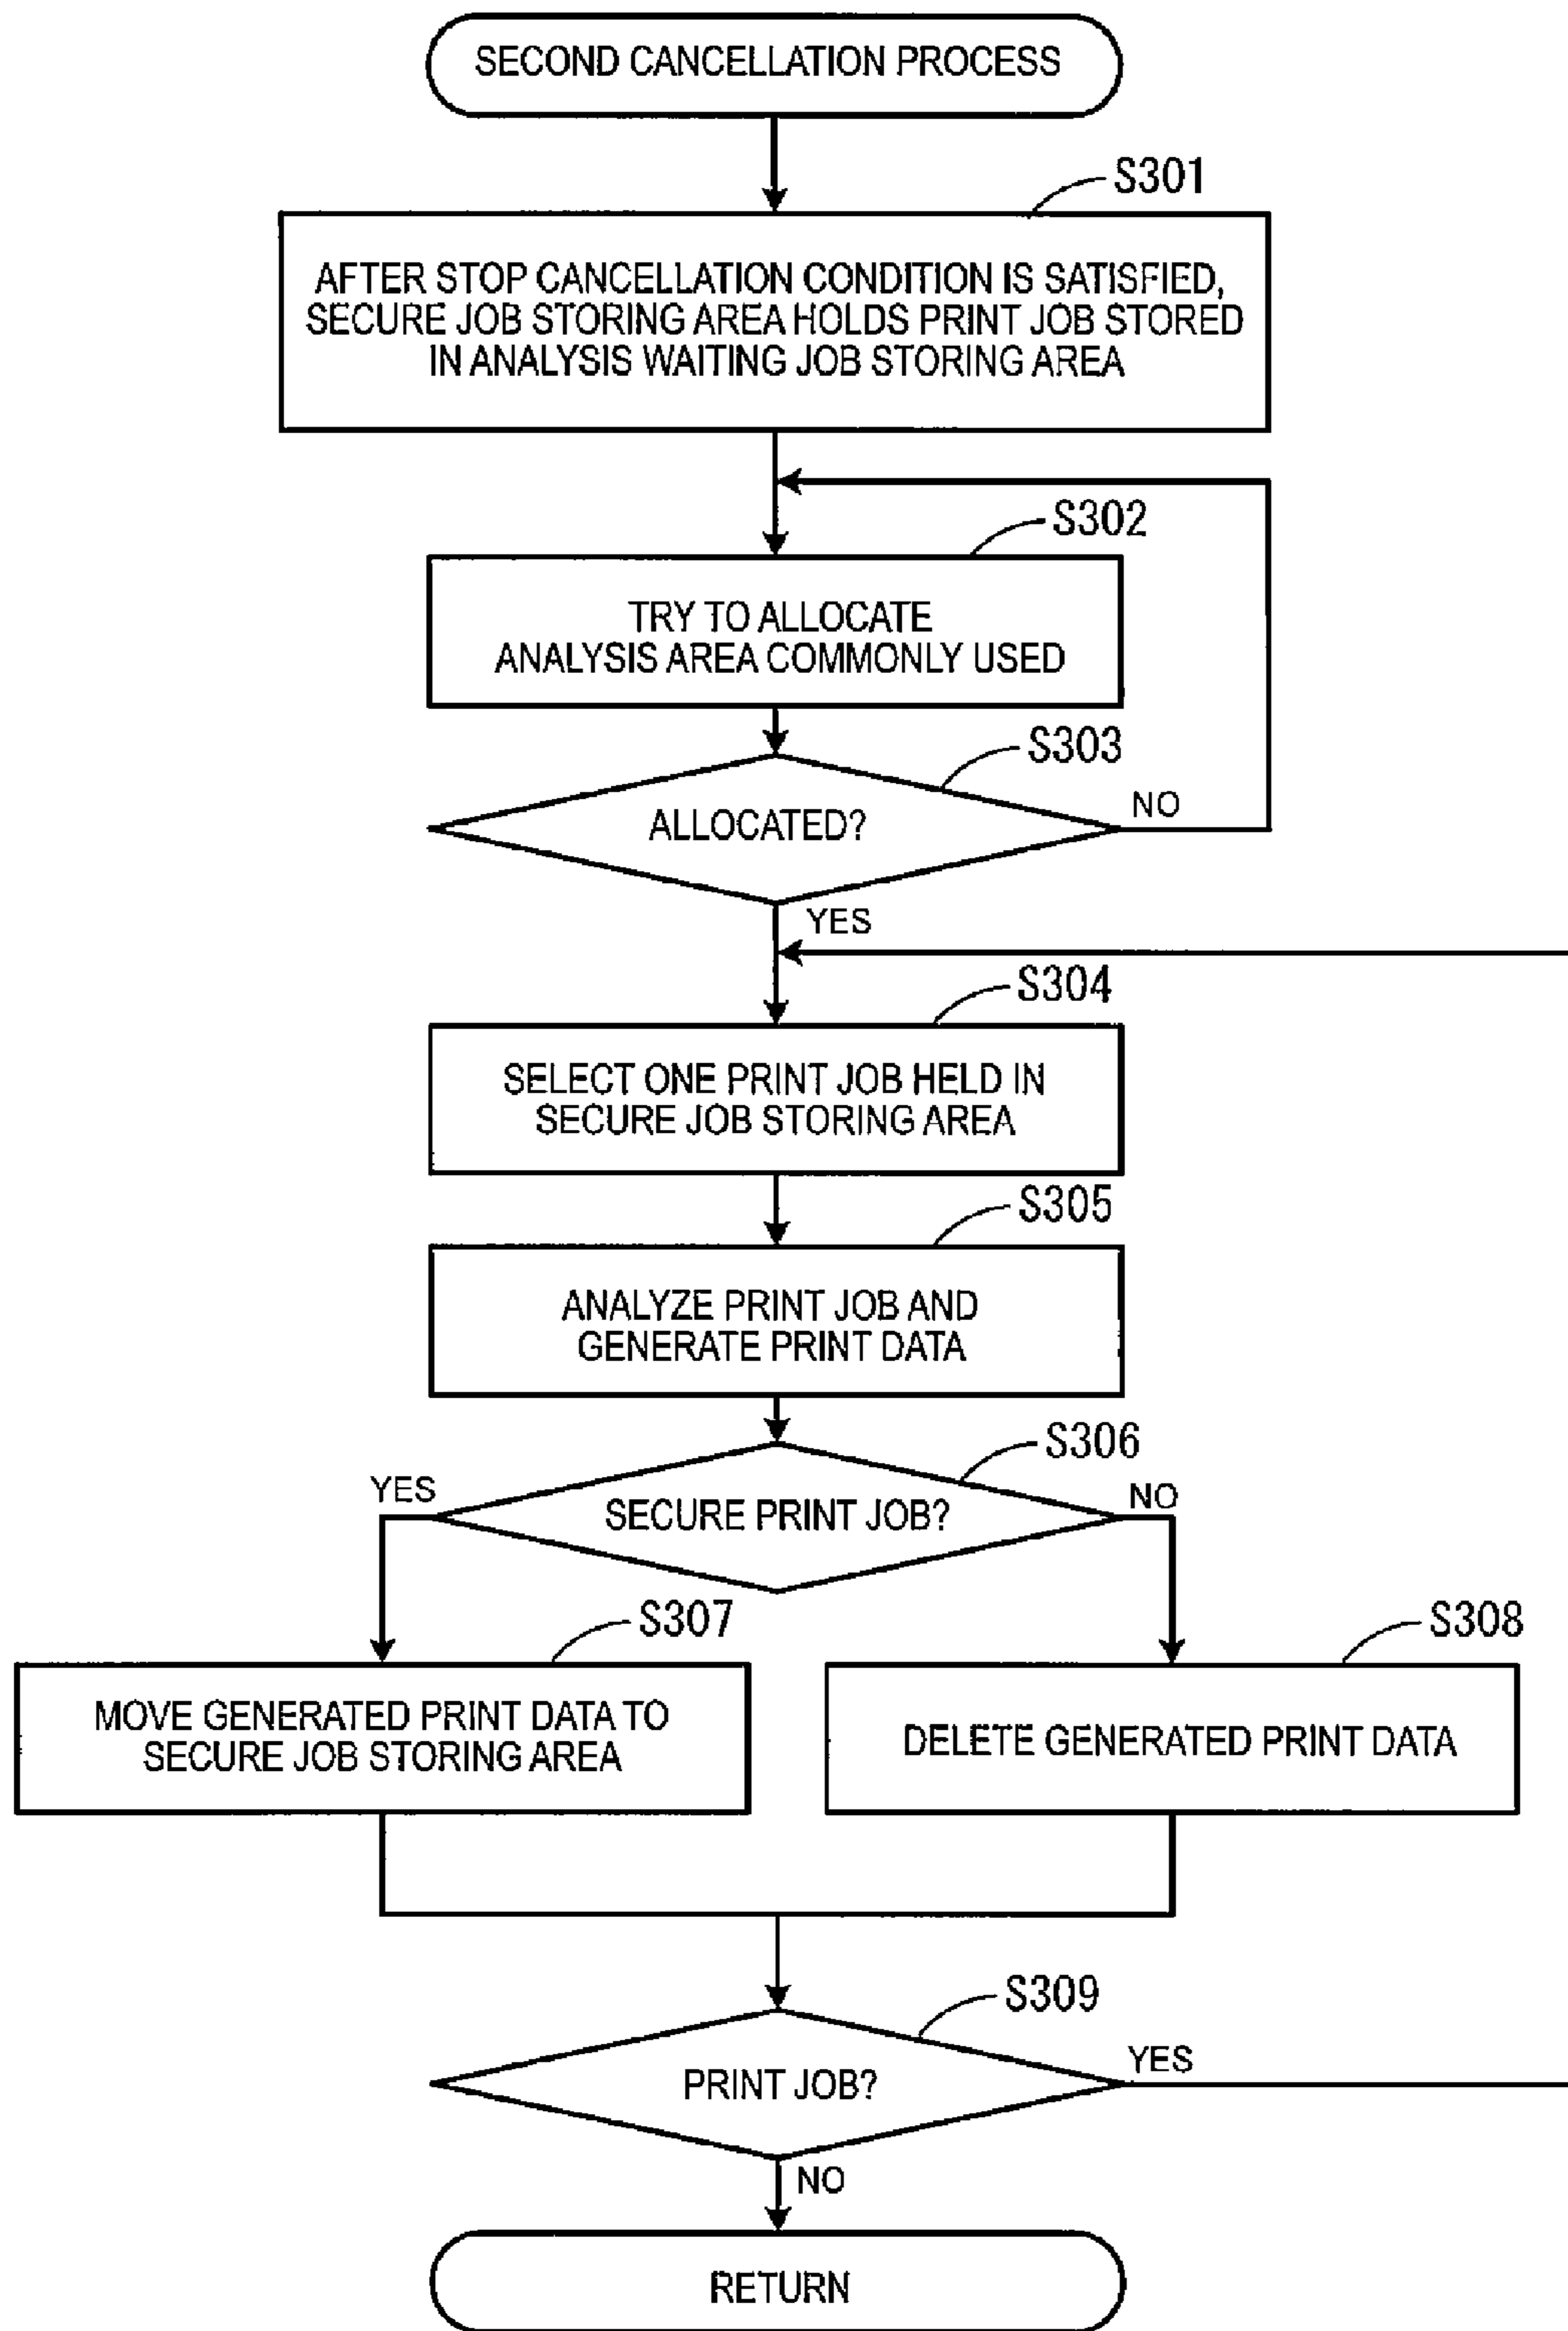 SECOND CANCELLATION PROCESS
S301
AFTER STOP CANCELLATION CONDITION IS SATISFIED,
SECURE JOB STORING AREA HOLDS PRINT JOB STORED
IN ANALYSIS WAITING JOB STORING AREA
S302
TRY TO ALLOCATE
ANALYSIS AREA COMMONLY USED
S303
ALLOCATED?
NO
YES
S304
SELECT ONE PRINT JOB HELD IN
SECURE JOB STORING AREA
S305
ANALYZE PRINT JOB AND
GENERATE PRINT DATA
S306
YES
SECURE PRINT JOB?
NO
S307
MOVE GENERATED PRINT DATA TO
SECURE JOB STORING AREA
S308
DELETE GENERATED PRINT DATA
S309
PRINT JOB?
YES
NO
RETURN